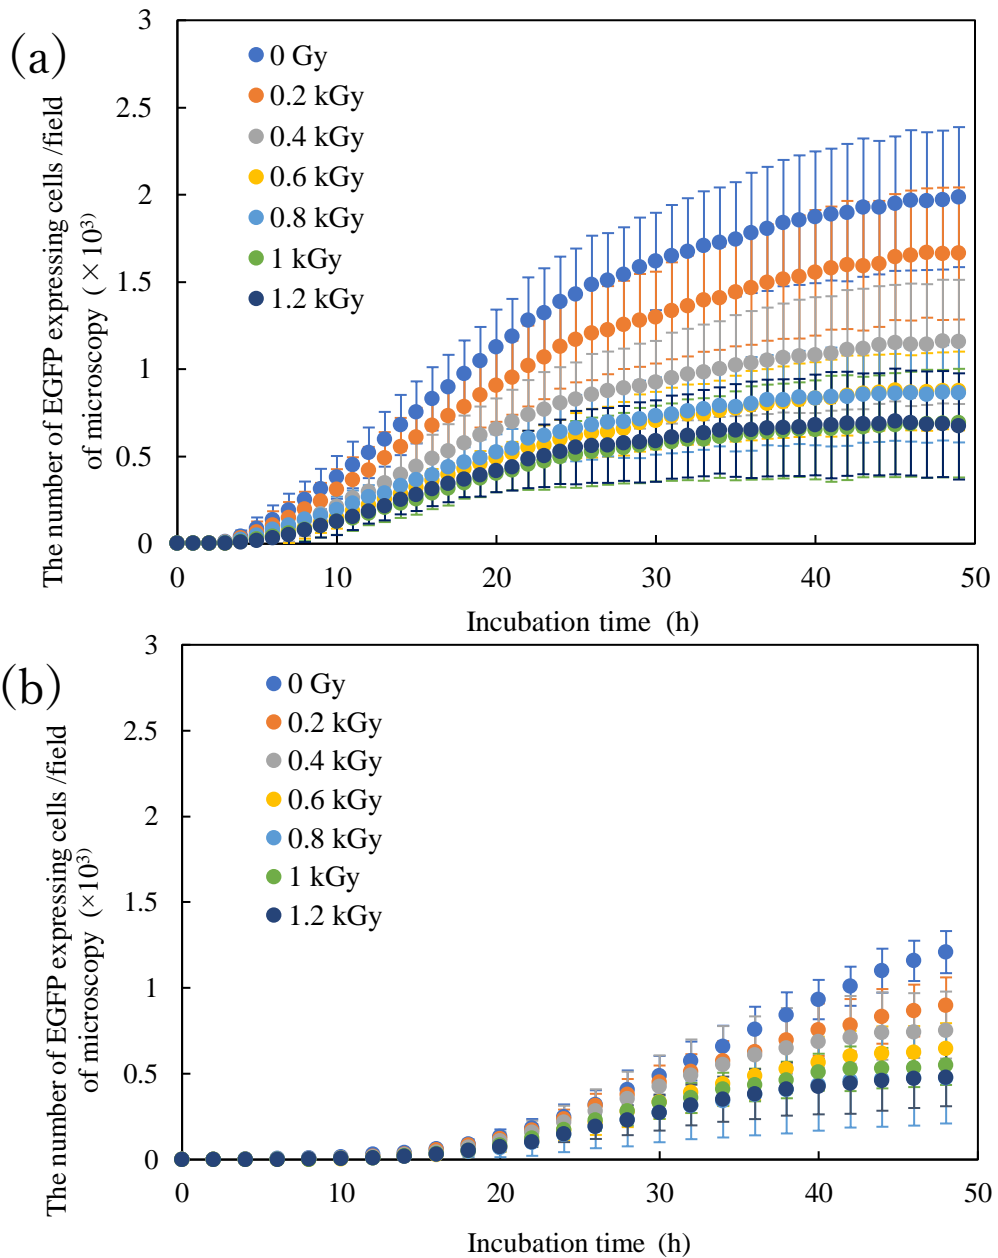 (a)
The number of EGFP expressing cells /field
of microscopy (×10³)
3
2.5
2
1.5
1
0.5
0
0 Gy
0.2 kGy
0.4 kGy
0.6 kGy
0.8 kGy
1 kGy
1.2 kGy
0 10 20 30 40 50
Incubation time (h)
(b)
The number of EGFP expressing cells /field
of microscopy (×10³)
3
2.5
2
1.5
1
0.5
0
0 Gy
0.2 kGy
0.4 kGy
0.6 kGy
0.8 kGy
1 kGy
1.2 kGy
0 10 20 30 40 50
Incubation time (h)